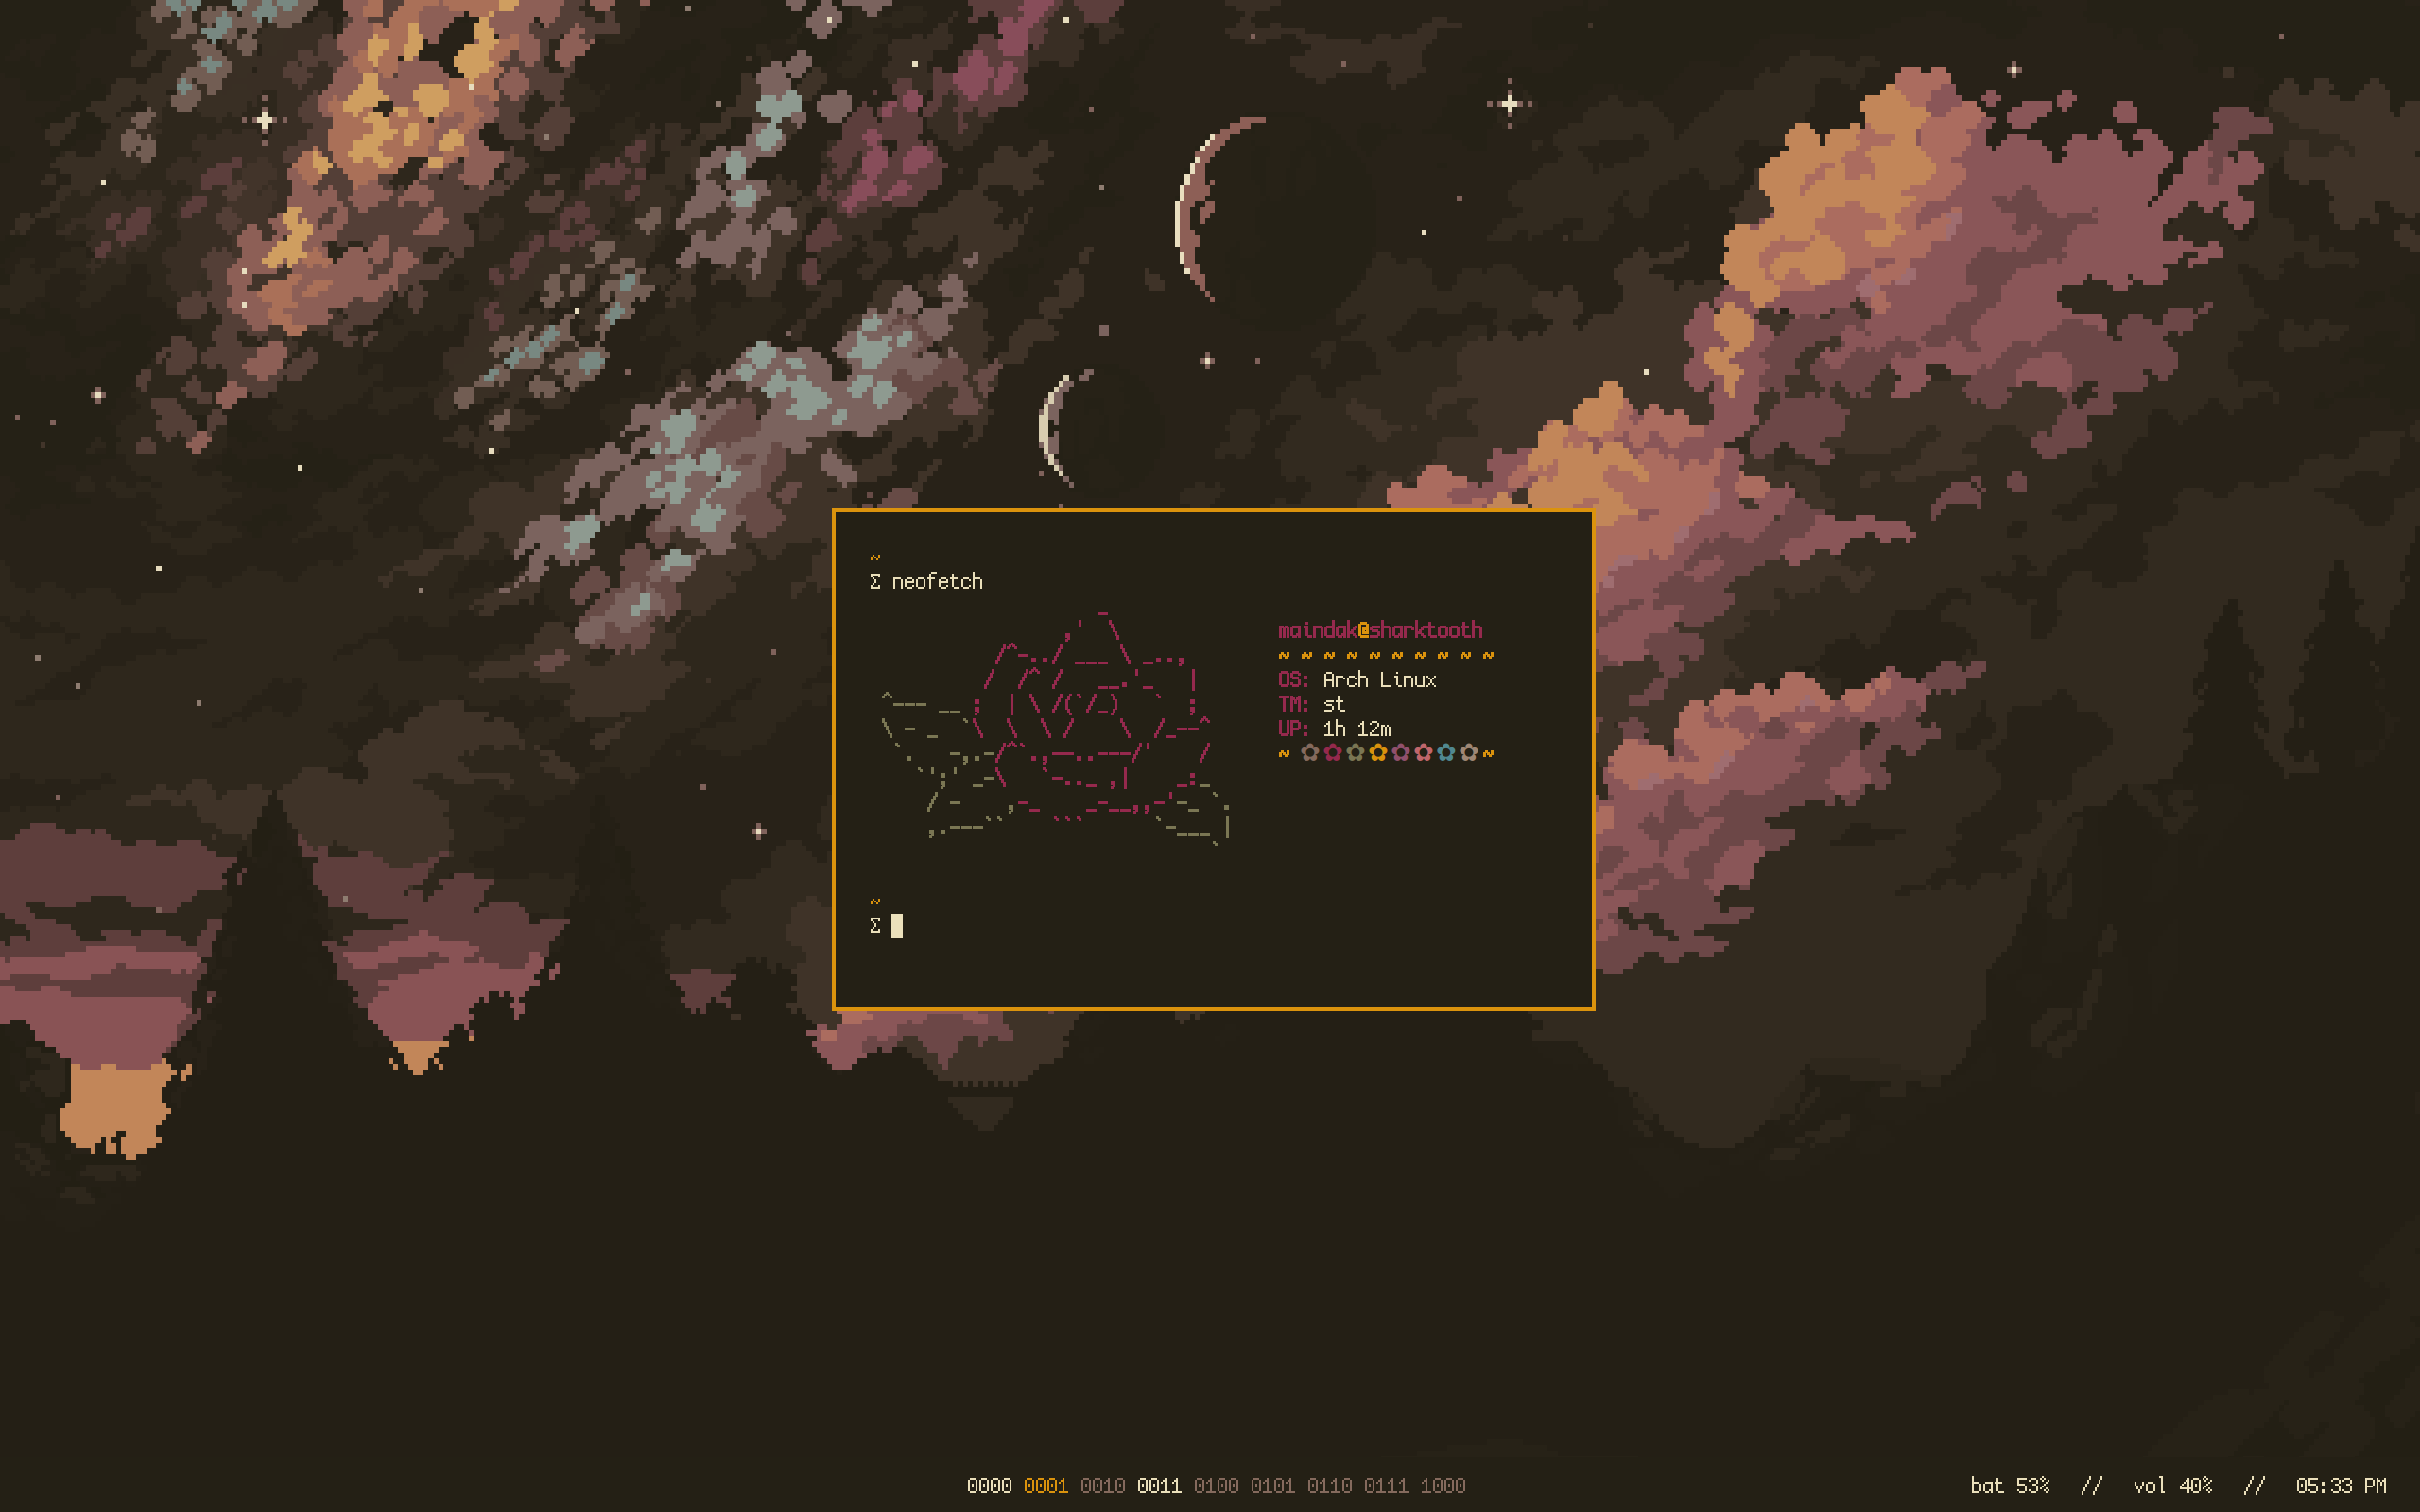 ~
Σ neofetch
maindak@sharktooth
~ ~ ~ ~ ~ ~ ~ ~ ~ ~
OS: Arch Linux
TM: st
UP: 1h 12m
~ ✿ ✿ ✿ ✿ ✿ ✿ ✿ ✿ ~
~
Σ
0000 0001 0010 0011 0100 0101 0110 0111 1000
bat 53% // vol 40% // 05:33 PM